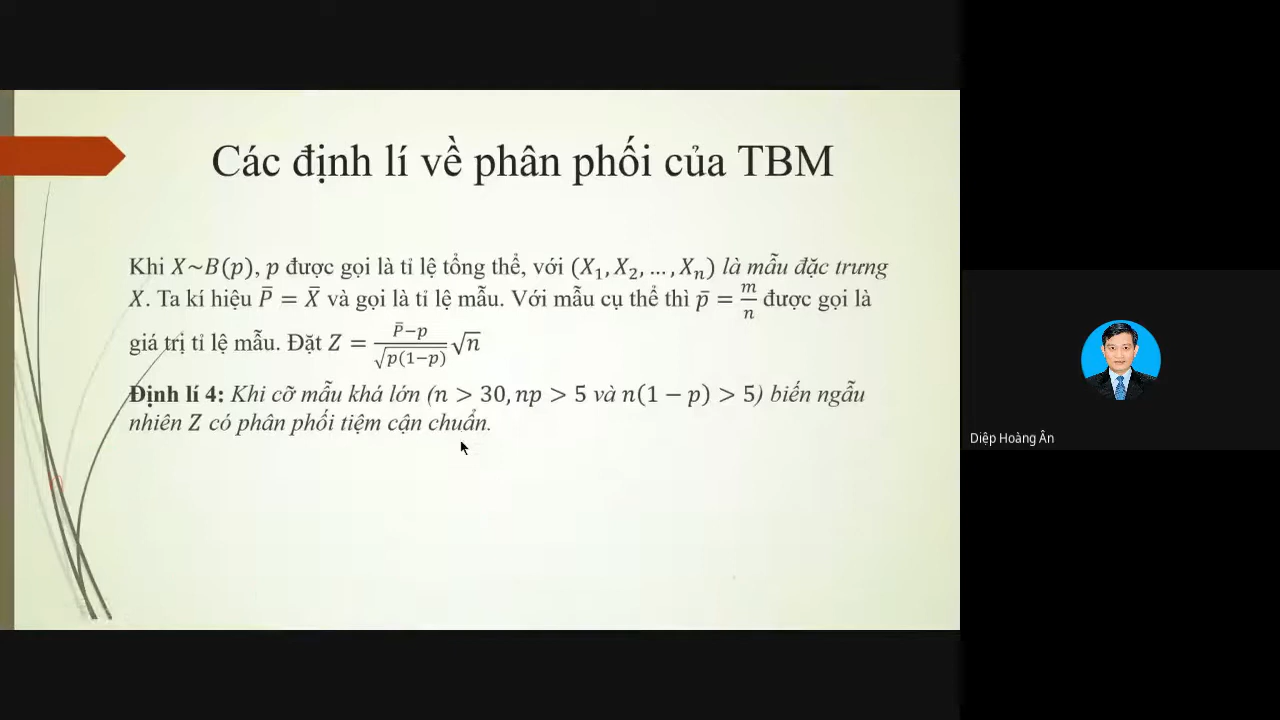 Các định lí về phân phối của TBM
Khi X~B(p), p được gọi là tỉ lệ tổng thể, với (X₁, X₂, ..., Xₙ) là mẫu đặc trưng
X. Ta kí hiệu P̄ = X̄ và gọi là tỉ lệ mẫu. Với mẫu cụ thể thì p̄ = m/n được gọi là
giá trị tỉ lệ mẫu. Đặt Z = (P̄−p)/√(p(1−p)) √n
Định lí 4: Khi cỡ mẫu khá lớn (n > 30, np > 5 và n(1 − p) > 5) biến ngẫu
nhiên Z có phân phối tiệm cận chuẩn.
Diệp Hoàng Ân